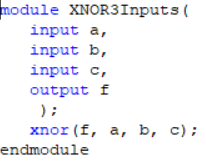 module XNOR3Inputs(
input a,
input b,
input c,
output f
);
xnor(f, a, b, c);
endmodule